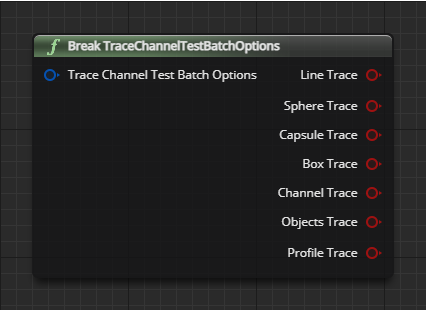 Break TraceChannelTestBatchOptions
Trace Channel Test Batch Options
Line Trace
Sphere Trace
Capsule Trace
Box Trace
Channel Trace
Objects Trace
Profile Trace